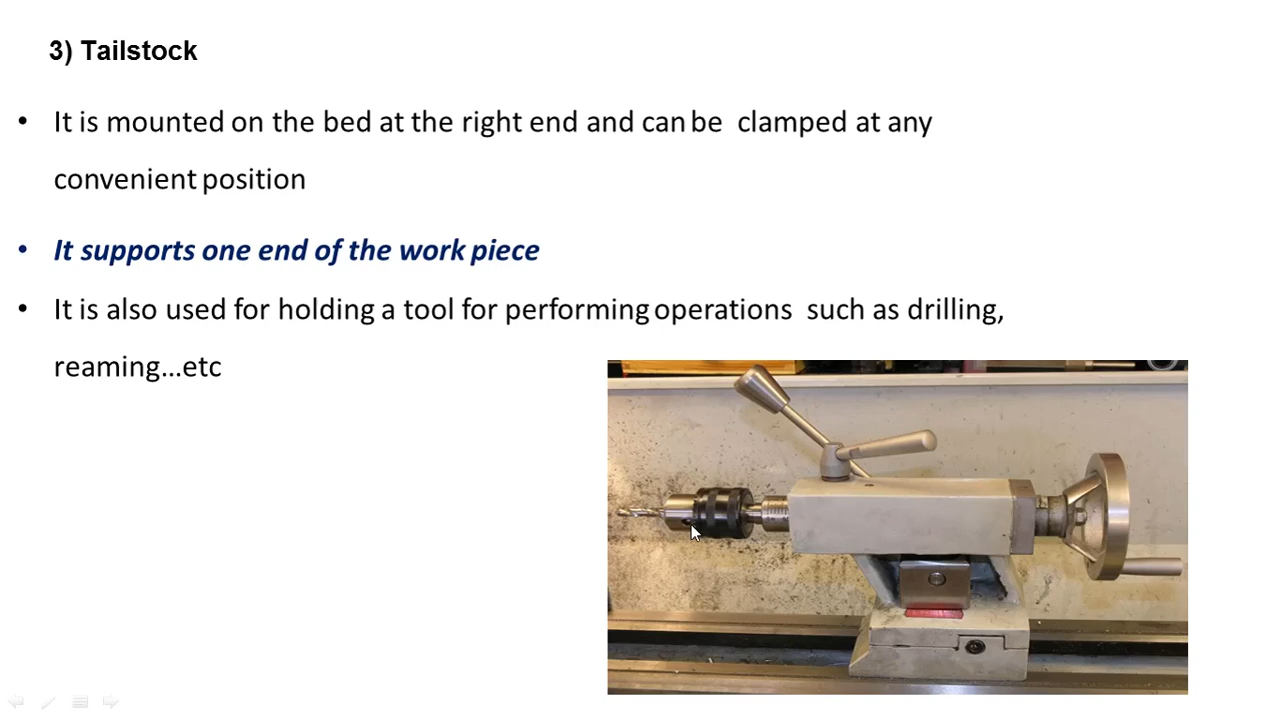 3) Tailstock
• It is mounted on the bed at the right end and can be clamped at any
convenient position
• It supports one end of the work piece
• It is also used for holding a tool for performing operations such as drilling,
reaming...etc